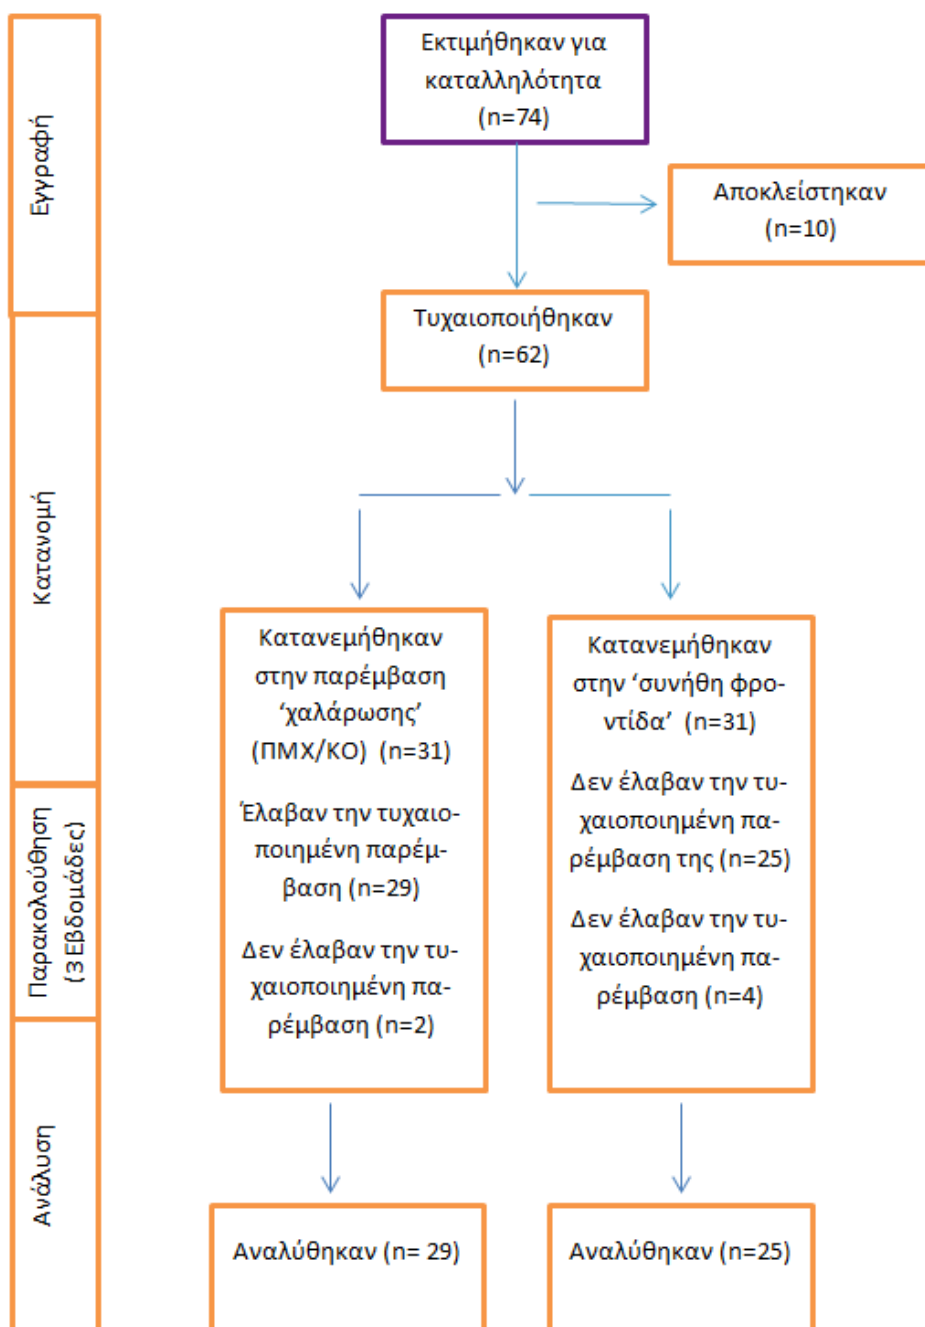 Εγγραφή
Εκτιμήθηκαν για
καταλληλότητα
(n=74)
Αποκλείστηκαν
(n=10)
Τυχαιοποιήθηκαν
(n=62)
Κατανομή
Κατανεμήθηκαν
στην παρέμβαση
‘χαλάρωσης’
(ΠΜΧ/ΚΟ) (n=31)
Έλαβαν την τυχαιο-
ποιημένη παρέμ-
βαση (n=29)
Δεν έλαβαν την τυ-
χαιοποιημένη πα-
ρέμβαση (n=2)
Κατανεμήθηκαν
στην ‘συνήθη φρο-
ντίδα’ (n=31)
Δεν έλαβαν την τυ-
χαιοποιημένη πα-
ρέμβαση της (n=25)
Δεν έλαβαν την τυ-
χαιοποιημένη πα-
ρέμβαση (n=4)
Παρακολούθηση
(3 Εβδομάδες)
Ανάλυση
Αναλύθηκαν (n= 29)
Αναλύθηκαν (n=25)